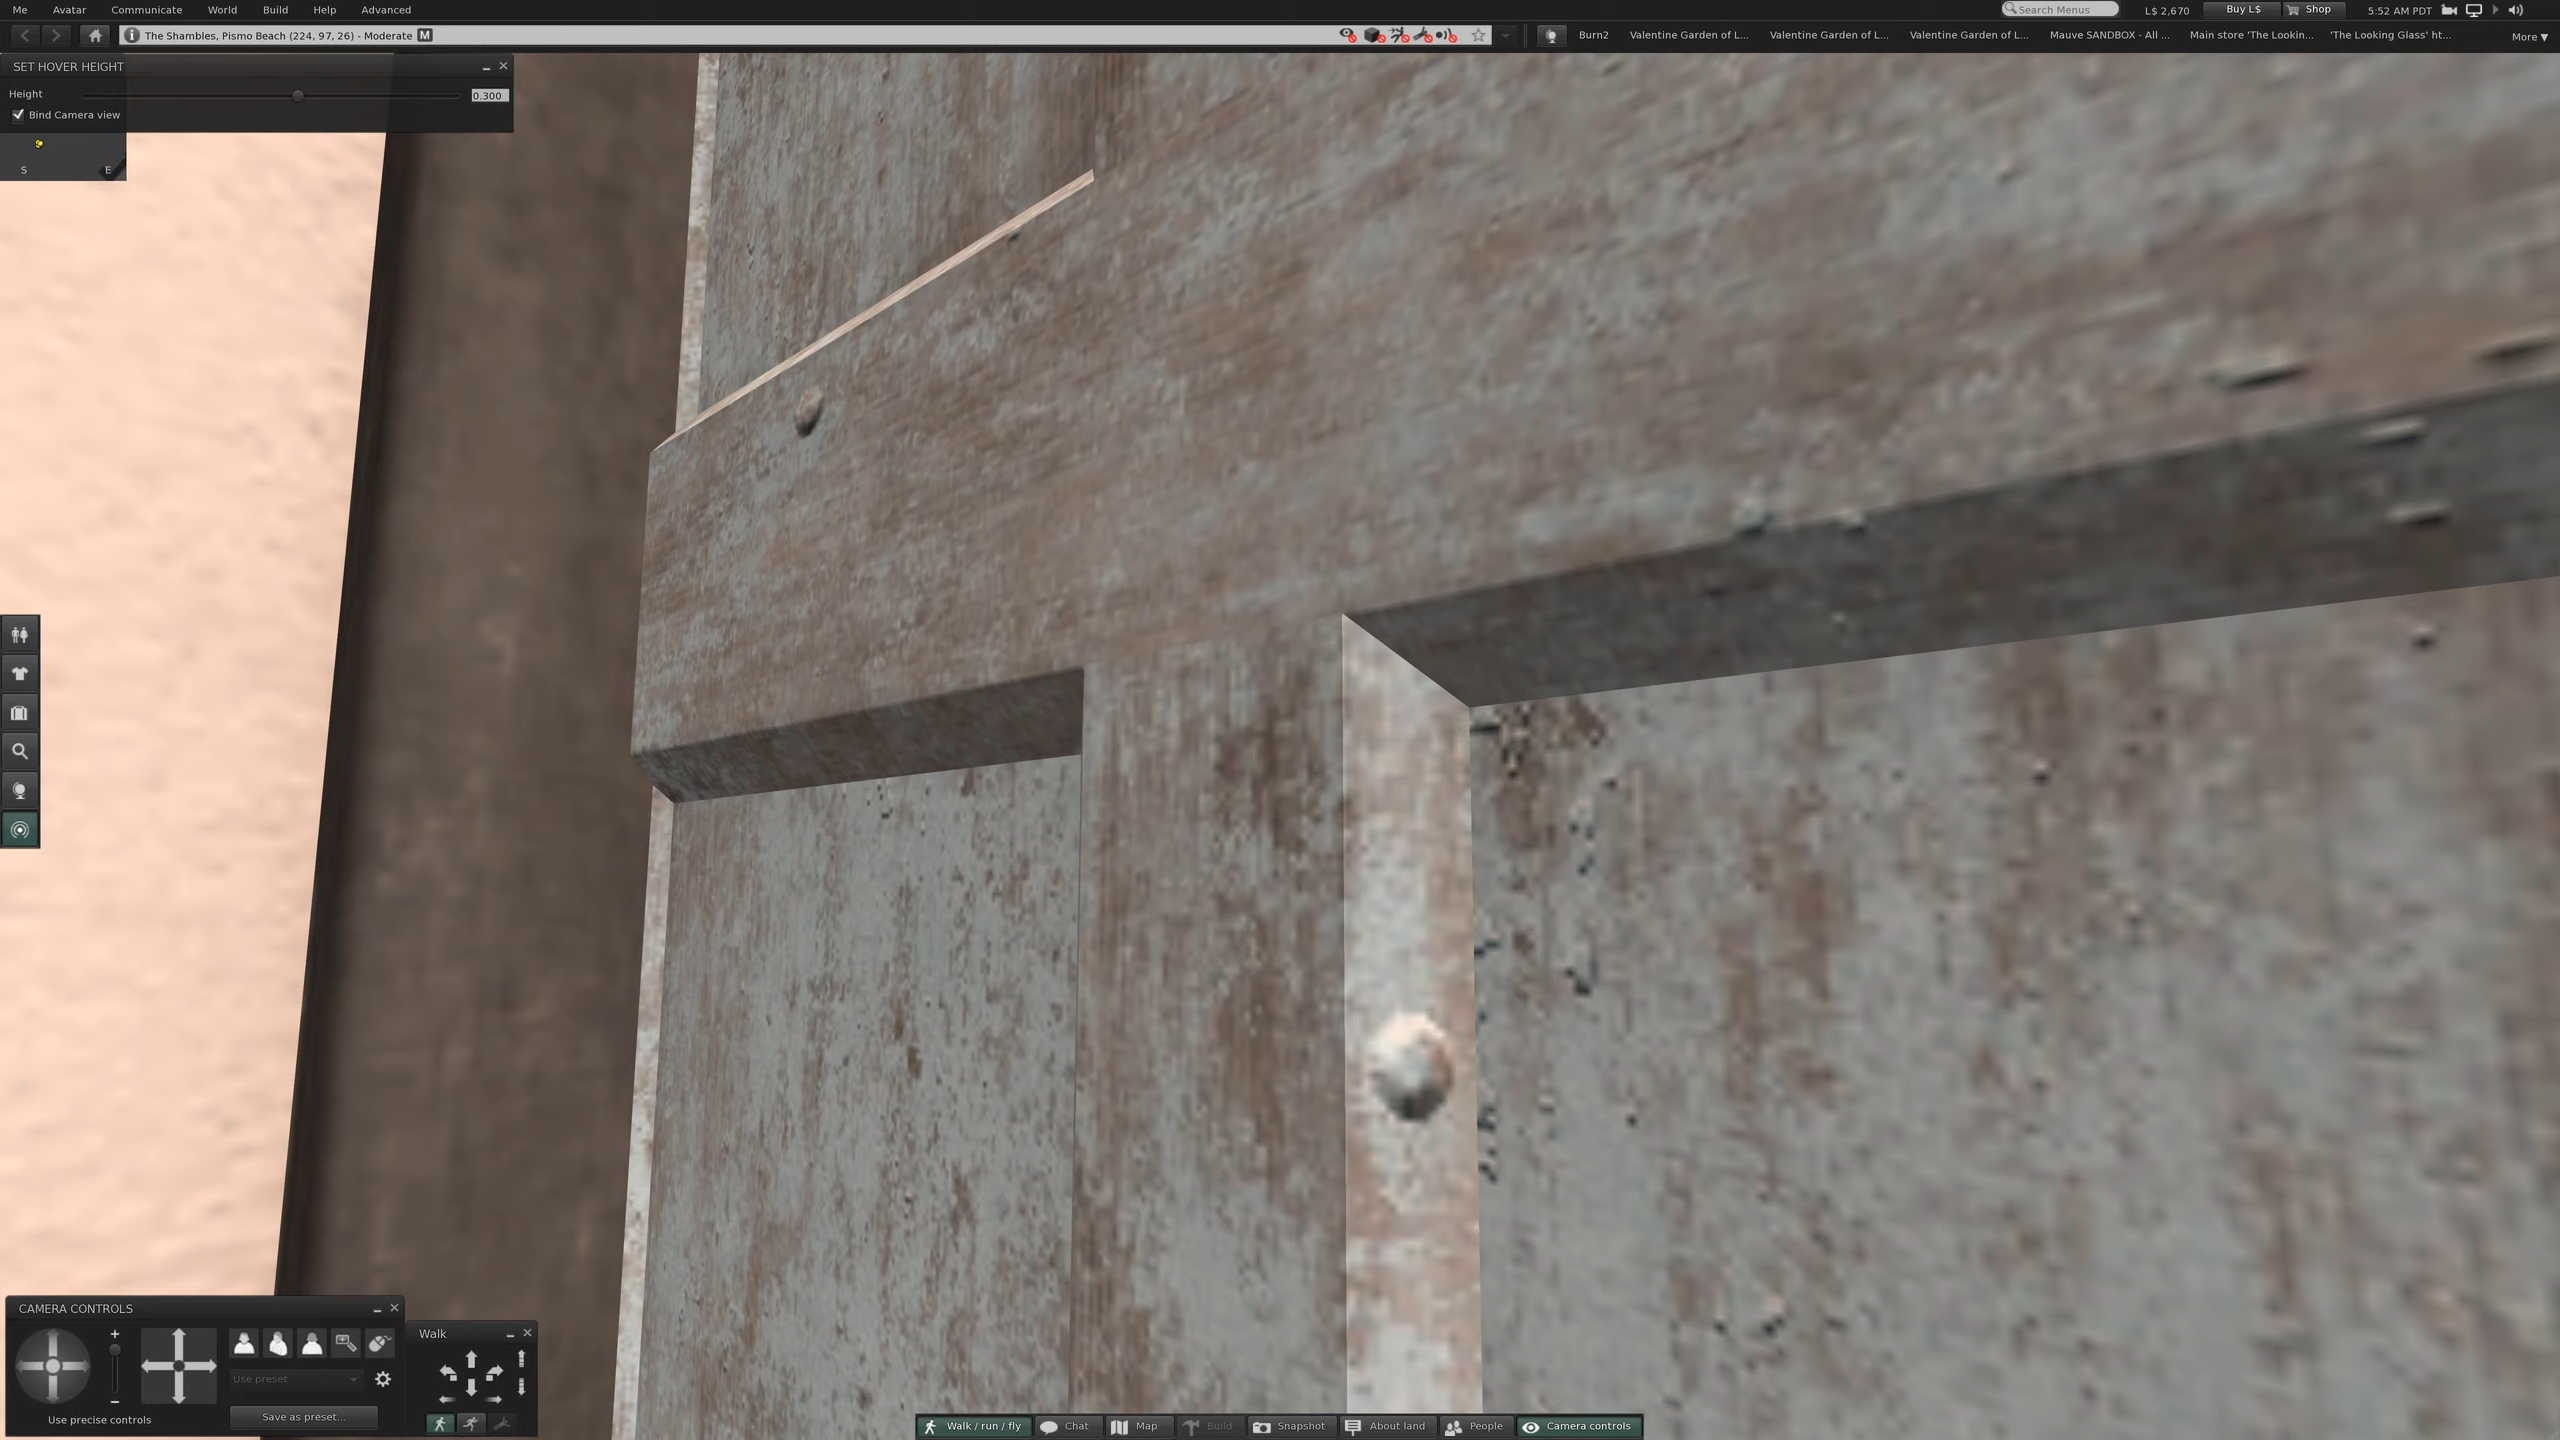 Me Avatar Communicate World Build Help Advanced Search Menus L$ 2,670 Buy L$ Shop 5:52 AM PDT
The Shambles, Pismo Beach (224, 97, 26) - Moderate M Burn2 Valentine Garden of L... Valentine Garden of L... Valentine Garden of L... Mauve SANDBOX - All ... Main store 'The Lookin... 'The Looking Glass' ht... More ▼
SET HOVER HEIGHT
Height 0.300
Bind Camera view
S E
CAMERA CONTROLS
Use preset
Use precise controls
Save as preset...
Walk
Walk / run / fly Chat Map Build Snapshot About land People Camera controls